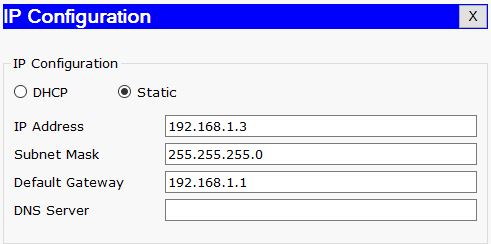 IP Configuration
X
IP Configuration
DHCP Static
IP Address 192.168.1.3
Subnet Mask 255.255.255.0
Default Gateway 192.168.1.1
DNS Server